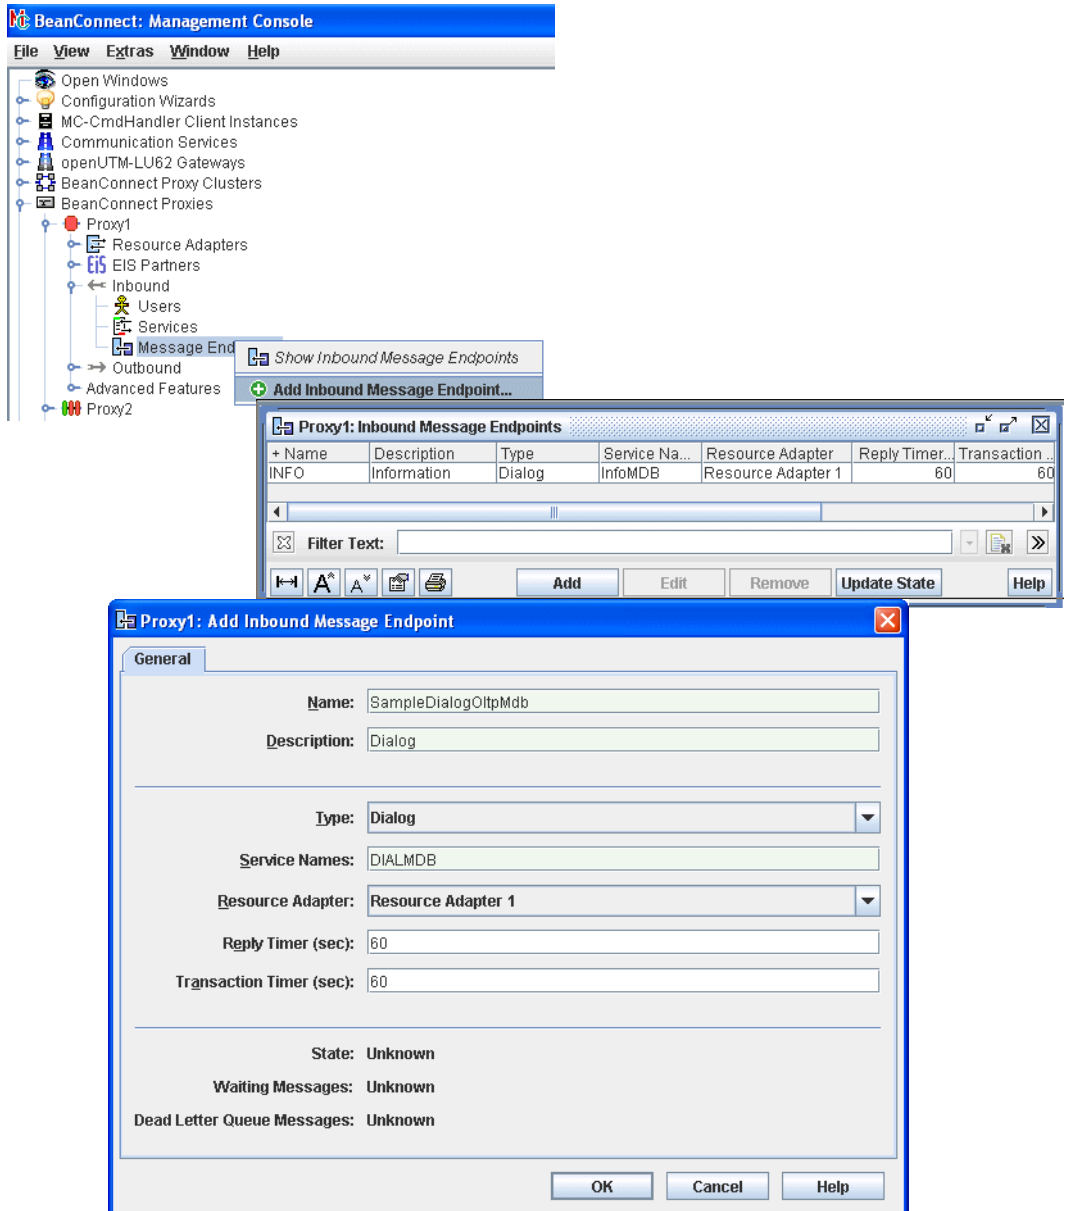 BeanConnect: Management Console
File View Extras Window Help
Open Windows
Configuration Wizards
MC-CmdHandler Client Instances
Communication Services
openUTM-LU62 Gateways
BeanConnect Proxy Clusters
BeanConnect Proxies
Proxy1
Resource Adapters
EIS Partners
Inbound
Users
Services
Message End
Show Inbound Message Endpoints
Outbound
Advanced Features
Add Inbound Message Endpoint...
Proxy2
Proxy1: Inbound Message Endpoints
+ Name Description Type Service Na... Resource Adapter Reply Timer... Transaction ...
INFO Information Dialog InfoMDB Resource Adapter 1 60 60
Filter Text:
Add Edit Remove Update State Help
Proxy1: Add Inbound Message Endpoint
General
Name: SampleDialogOltpMdb
Description: Dialog
Type: Dialog
Service Names: DIALMDB
Resource Adapter: Resource Adapter 1
Reply Timer (sec): 60
Transaction Timer (sec): 60
State: Unknown
Waiting Messages: Unknown
Dead Letter Queue Messages: Unknown
OK Cancel Help